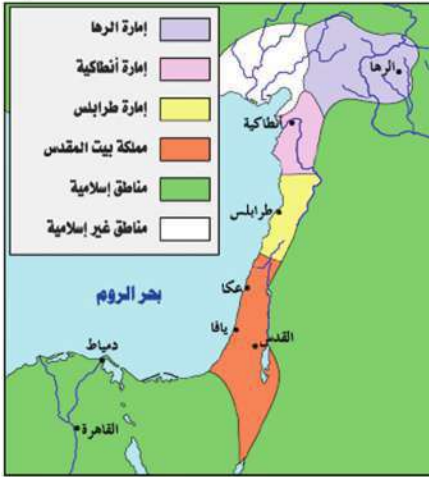 إمارة الرها
إمارة أنطاكية
إمارة طرابلس
مملكة بيت المقدس
مناطق إسلامية
مناطق غير إسلامية
الرها
أنطاكية
طرابلس
بحر الروم
عكا
يافا
القدس
دمياط
القاهرة